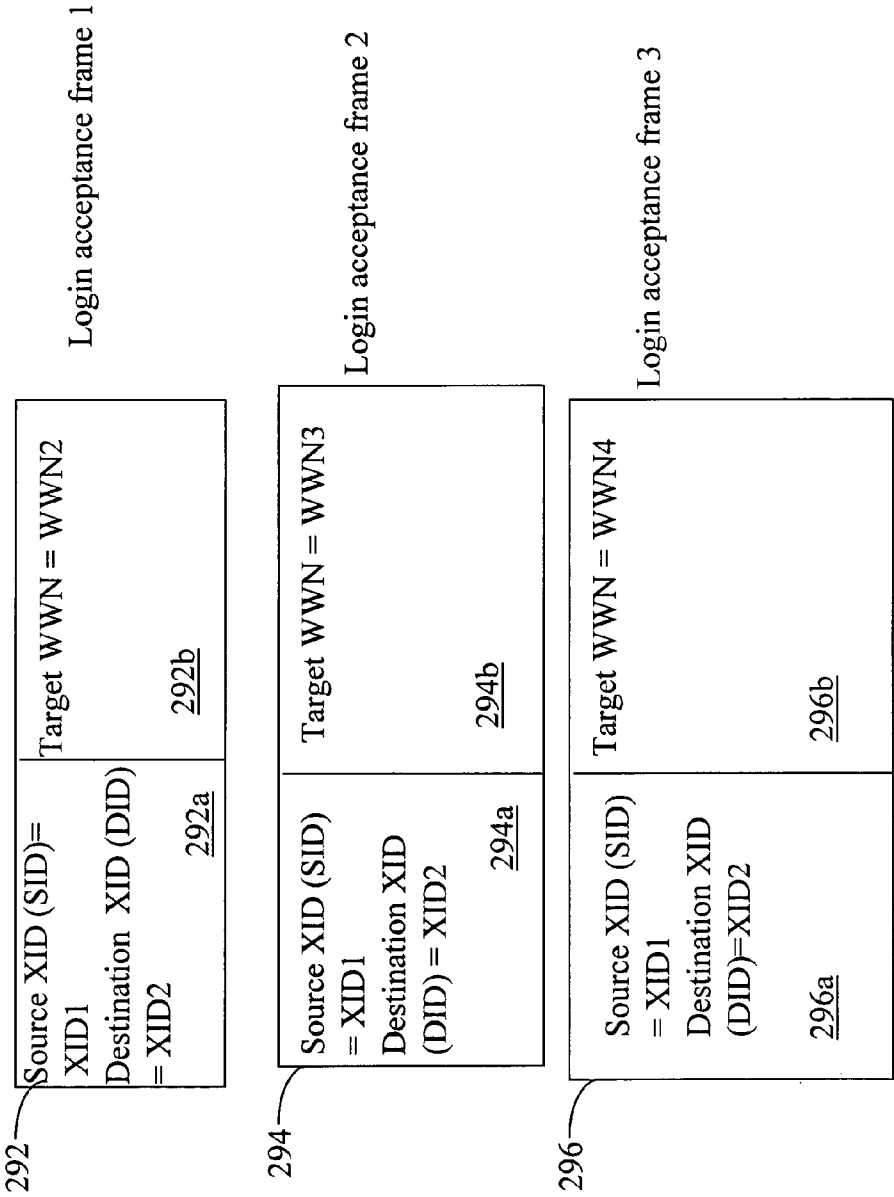 292
Source XID (SID)=
XID1
Destination XID (DID)
= XID2
292a
Target WWN = WWN2
292b
Login acceptance frame 1
294
Source XID (SID)
= XID1
Destination XID
(DID) = XID2
294a
Target WWN = WWN3
294b
Login acceptance frame 2
296
Source XID (SID)
= XID1
Destination XID
(DID)=XID2
296a
Target WWN = WWN4
296b
Login acceptance frame 3